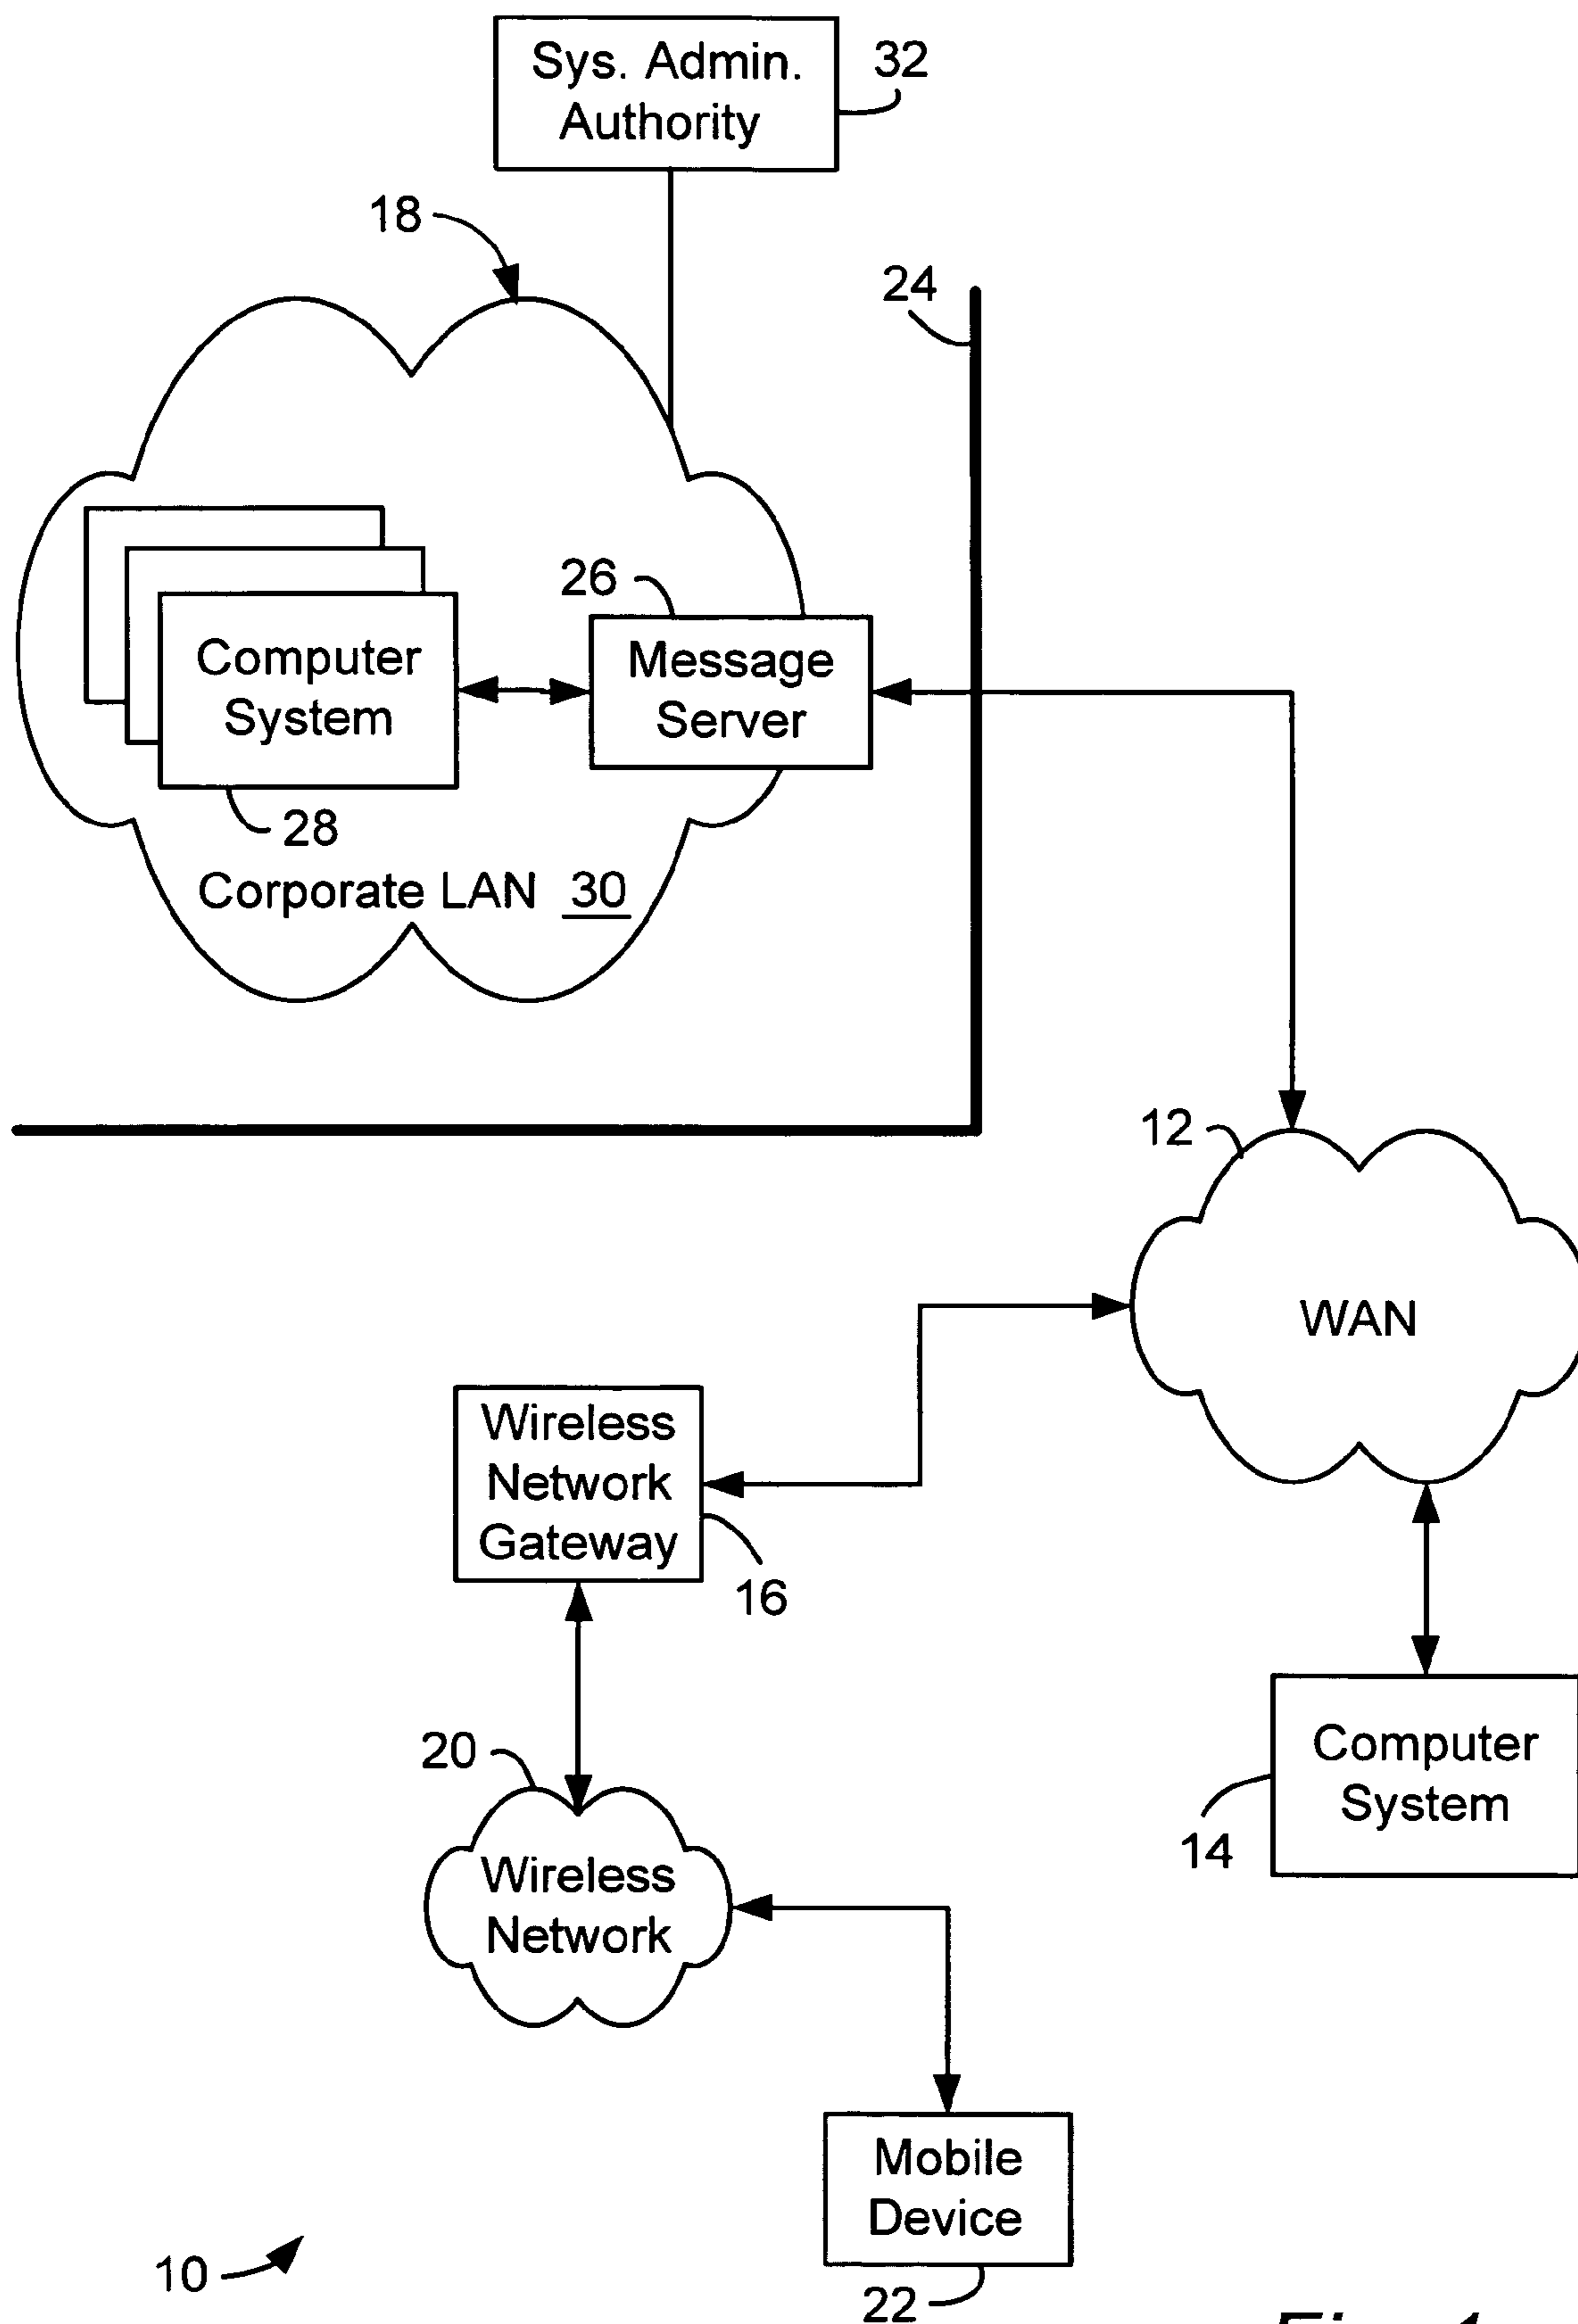 Sys. Admin.
Authority
32
18
24
26
Computer
System
Message
Server
28
Corporate LAN 30
12
WAN
Wireless
Network
Gateway
16
20
Wireless
Network
Computer
System
14
Mobile
Device
10
22